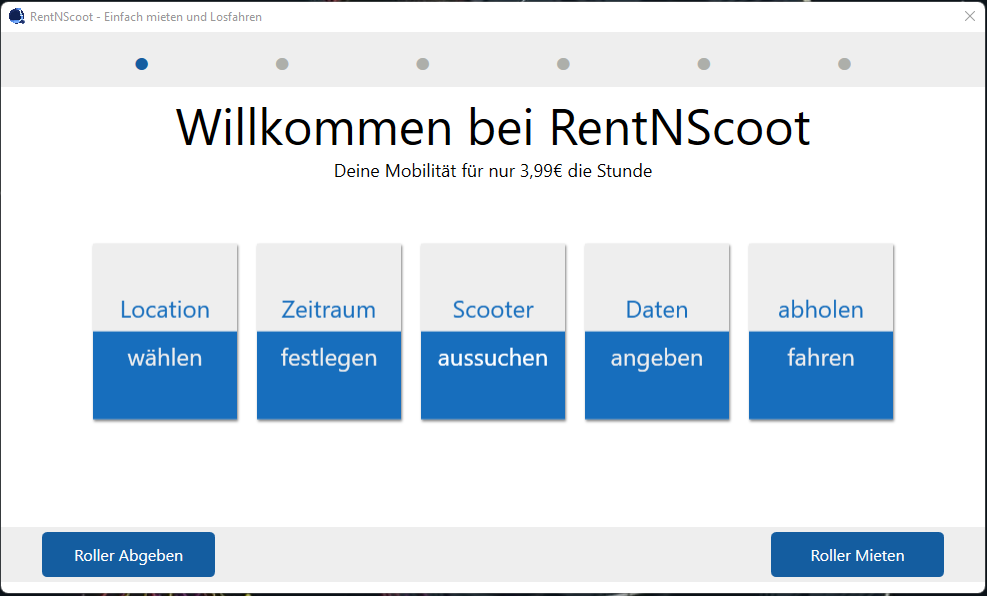 RentNScoot - Einfach mieten und Losfahren
Willkommen bei RentNScoot
Deine Mobilität für nur 3,99€ die Stunde
Location
wählen
Zeitraum
festlegen
Scooter
aussuchen
Daten
angeben
abholen
fahren
Roller Abgeben
Roller Mieten